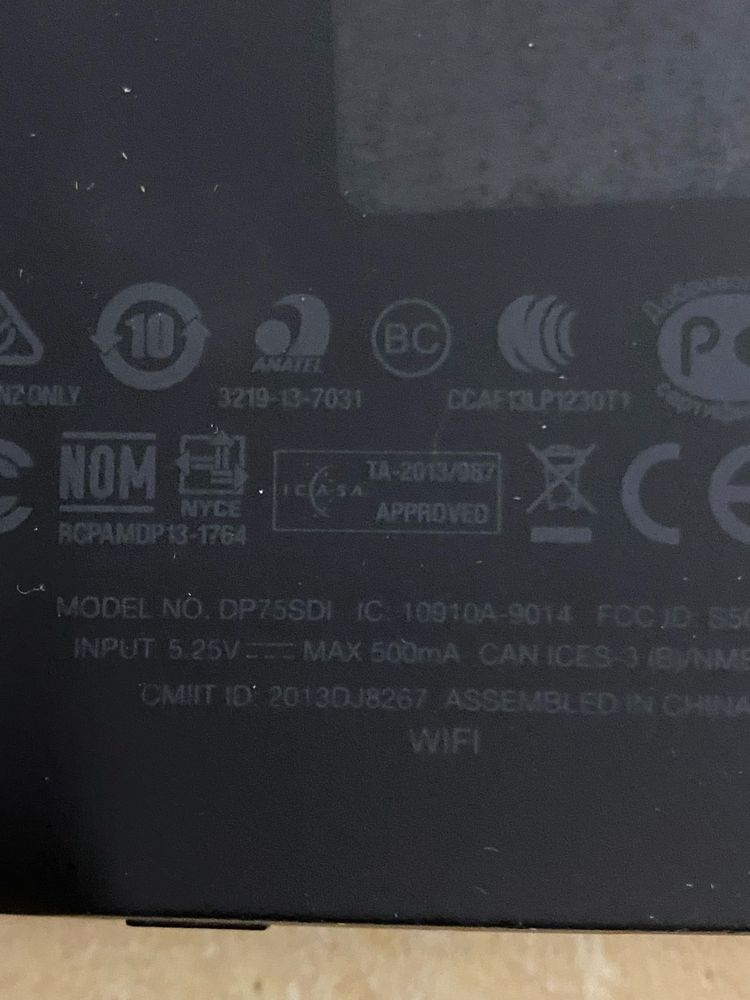 10
ANATEL
BC
NZ ONLY
3219-13-7031
CCAF13LP1230T1
NOM
NYCE
RCPAMDP13-1764
ICASA
TA-2013/987
APPROVED
MODEL NO. DP75SDI IC: 10910A-9014 FCC ID:
INPUT 5.25V MAX 500mA CAN ICES-3 (B)/NMB
CMIIT ID: 2013DJ8267 ASSEMBLED IN CHINA
WIFI